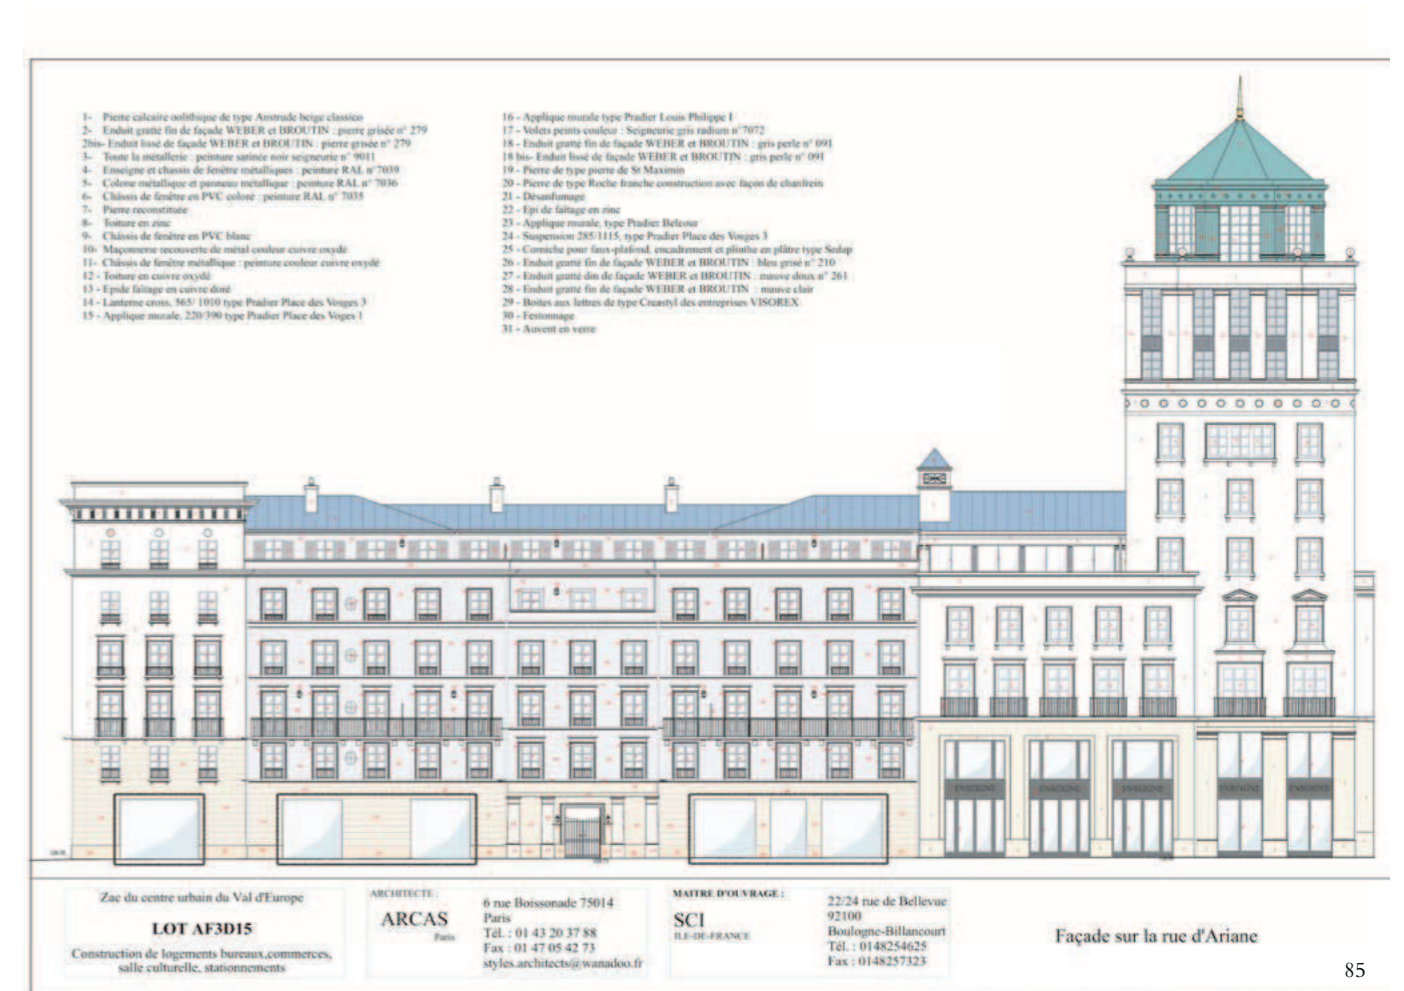 1- Pierre calcaire oolithique de type Anstrude beige classico
2- Enduit gratté fin de façade WEBER et BROUTIN : pierre grisée n° 279
2bis- Enduit lissé de façade WEBER et BROUTIN : pierre grisée n° 279
3- Toute la métallerie : peinture satinée noir seigneurie n° 9011
4- Enseigne et chassis de fenêtre métalliques : peinture RAL n°7039
5- Colone métallique et panneau métallique : peinture RAL n° 7036
6- Châssis de fenêtre en PVC coloré : peinture RAL n° 7035
7- Pierre reconstituée
8- Toiture en zinc
9- Châssis de fenêtre en PVC blanc
10- Maçonnerie recouverte de métal couleur cuivre oxydé
11- Châssis de fenêtre métallique : peinture couleur cuivre oxydé
12 - Toiture en cuivre oxydé
13 - Epide faîtage en cuivre doré
14 - Lanterne cross, 565/ 1010 type Pradier Place des Vosges 3
15 - Applique murale, 220/390 type Pradier Place des Voges 1
16 - Applique murale type Pradier Louis Philippe I
17 - Volets peints couleur : Seigneurie gris radium n°7072
18 - Enduit gratté fin de façade WEBER et BROUTIN : gris perle n° 091
18 bis- Enduit lissé de façade WEBER et BROUTIN : gris perle n° 091
19 - Pierre de type pierre de St Maximin
20 - Pierre de type Roche franche construction avec façon de chanfrein
21 - Désanfumage
22 - Epi de faîtage en zinc
23 - Applique murale, type Pradier Belcour
24 - Suspension 285/1115, type Pradier Place des Vosges 3
25 - Corniche pour faux-plafond, encadrement et plinthe en plâtre type Sedap
26 - Enduit gratté fin de façade WEBER et BROUTIN : bleu grisé n° 210
27 - Enduit gratté din de façade WEBER et BROUTIN : mauve doux n° 261
28 - Enduit gratté fin de façade WEBER et BROUTIN : mauve clair
29 - Boites aux lettres de type Creastyl des entreprises VISOREX
30 - Festonnage
31 - Auvent en verre
ENSEIGNE ENSEIGNE ENSEIGNE ENSEIGNE ENSEIGNE
Zac du centre urbain du Val d'Europe
LOT AF3D15
Construction de logements bureaux,commerces,
salle culturelle, stationnements
ARCHITECTE :
ARCAS
Paris
6 rue Boissonade 75014
Paris
Tél. : 01 43 20 37 88
Fax : 01 47 05 42 73
styles.architects@wanadoo.fr
MAITRE D'OUVRAGE :
SCI
ILE-DE-FRANCE
22/24 rue de Bellevue
92100
Boulogne-Billancourt
Tél. : 0148254625
Fax : 0148257323
Façade sur la rue d'Ariane
85